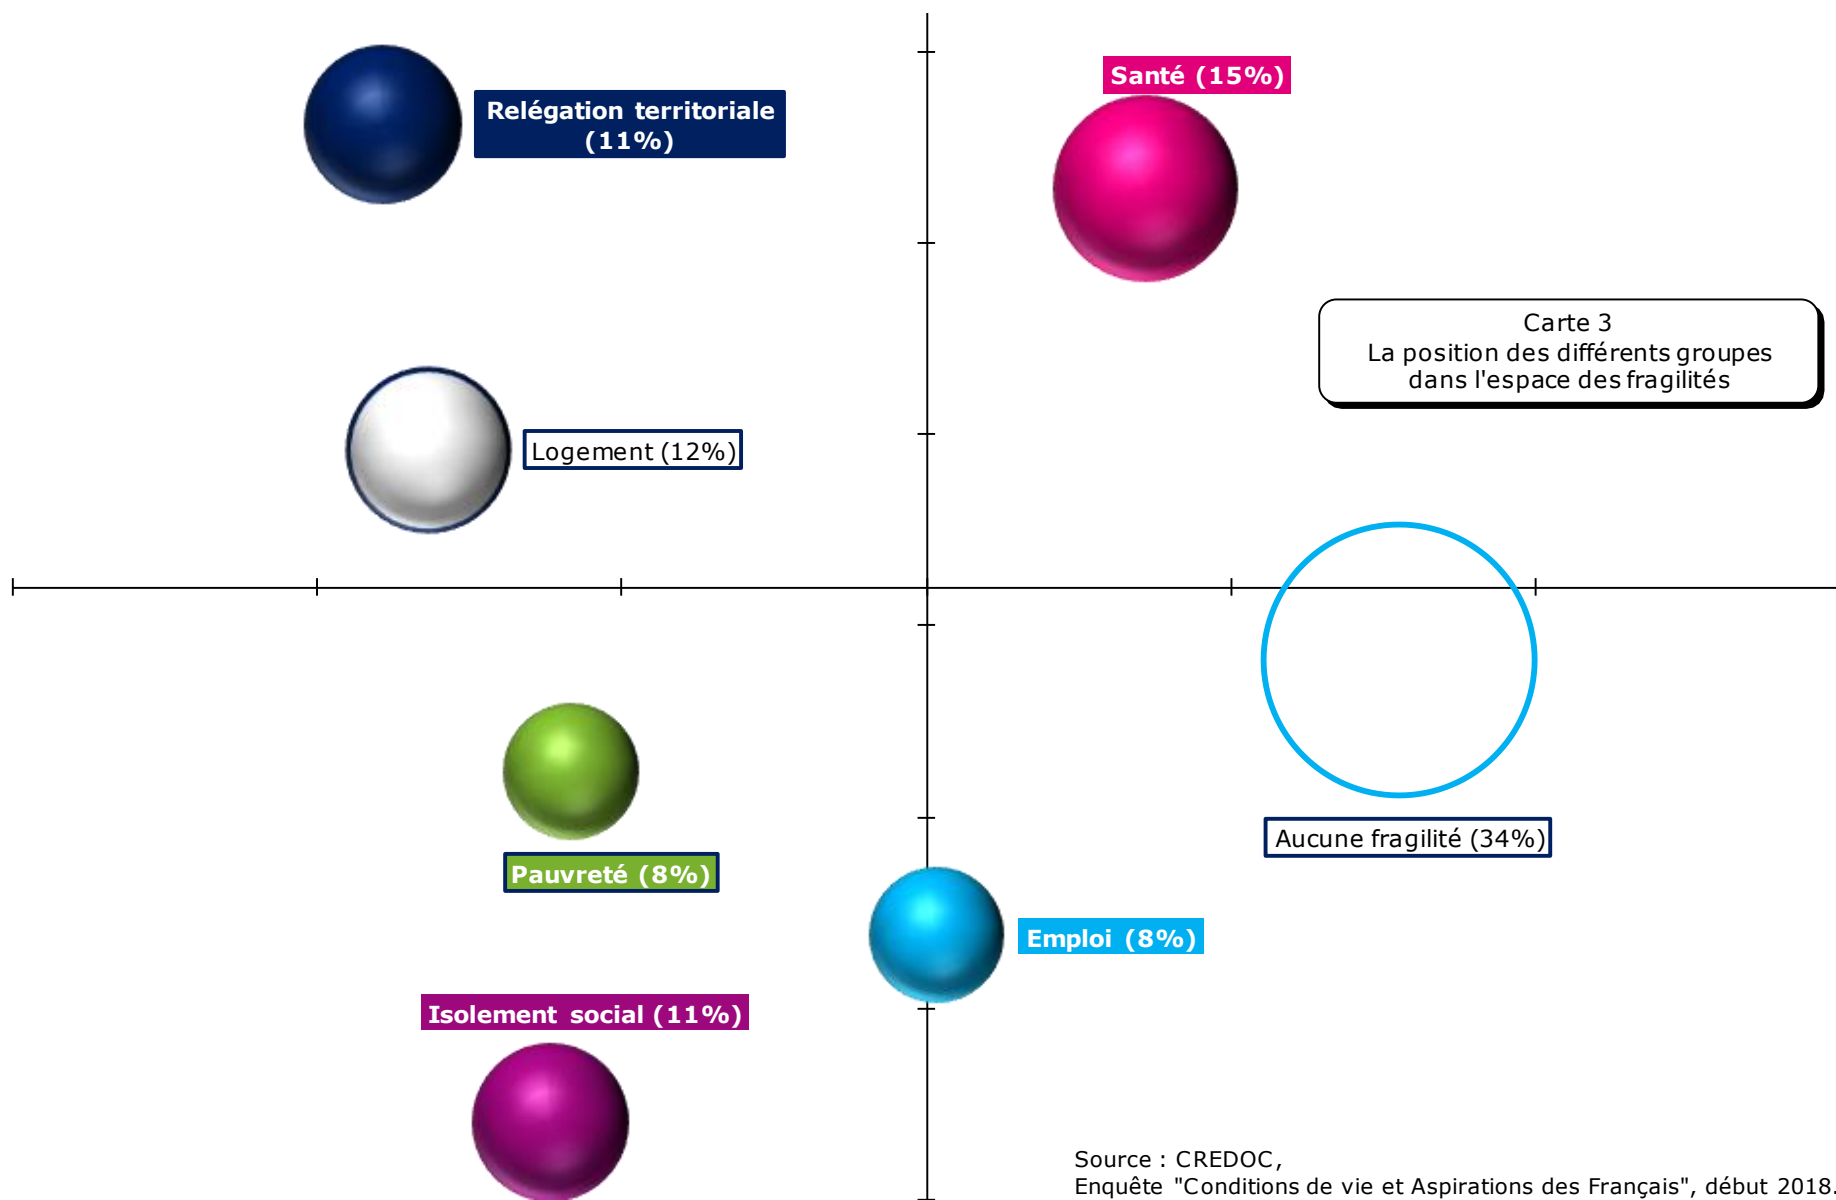 Santé (15%)
Relégation territoriale
(11%)
Carte 3
La position des différents groupes
dans l'espace des fragilités
Logement (12%)
Aucune fragilité (34%)
Pauvreté (8%)
Emploi (8%)
Isolement social (11%)
Source : CREDOC,
Enquête "Conditions de vie et Aspirations des Français", début 2018.